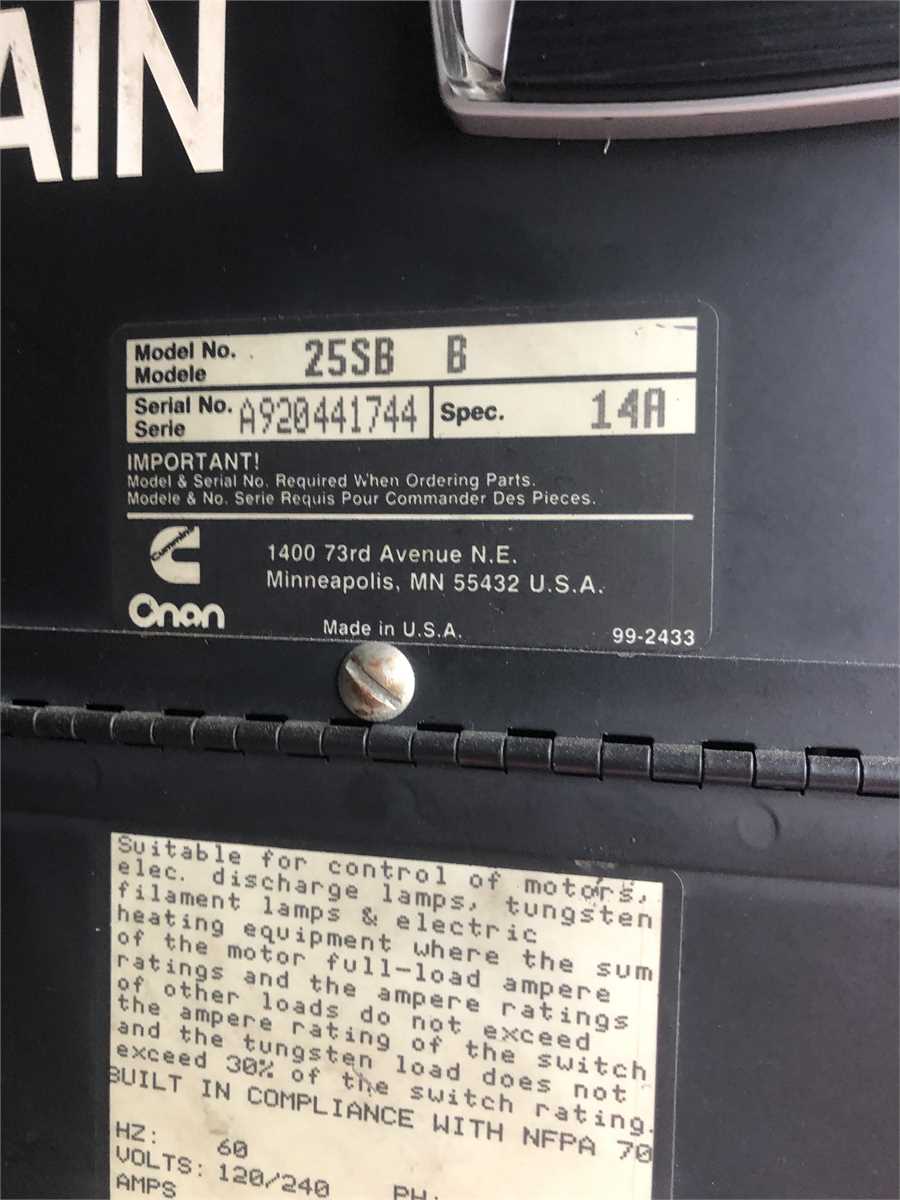 AIN
Model No. 25SB B
Modele
Serial No. A920441744 Spec. 14A
Serie
IMPORTANT!
Model & Serial No. Required When Ordering Parts.
Modele & No. Serie Requis Pour Commander Des Pieces.
Cummins
Onan
1400 73rd Avenue N.E.
Minneapolis, MN 55432 U.S.A.
Made in U.S.A.
99-2433
Suitable for control of motors,
elec. discharge lamps, tungsten
filament lamps & electric
heating equipment where the sum
of the motor full-load ampere
ratings and the ampere ratings
of other loads do not exceed
the ampere rating of the switch
and the tungsten load does not
exceed 30% of the switch rating.
BUILT IN COMPLIANCE WITH NFPA 70
HZ: 60
VOLTS: 120/240 PH:
AMPS